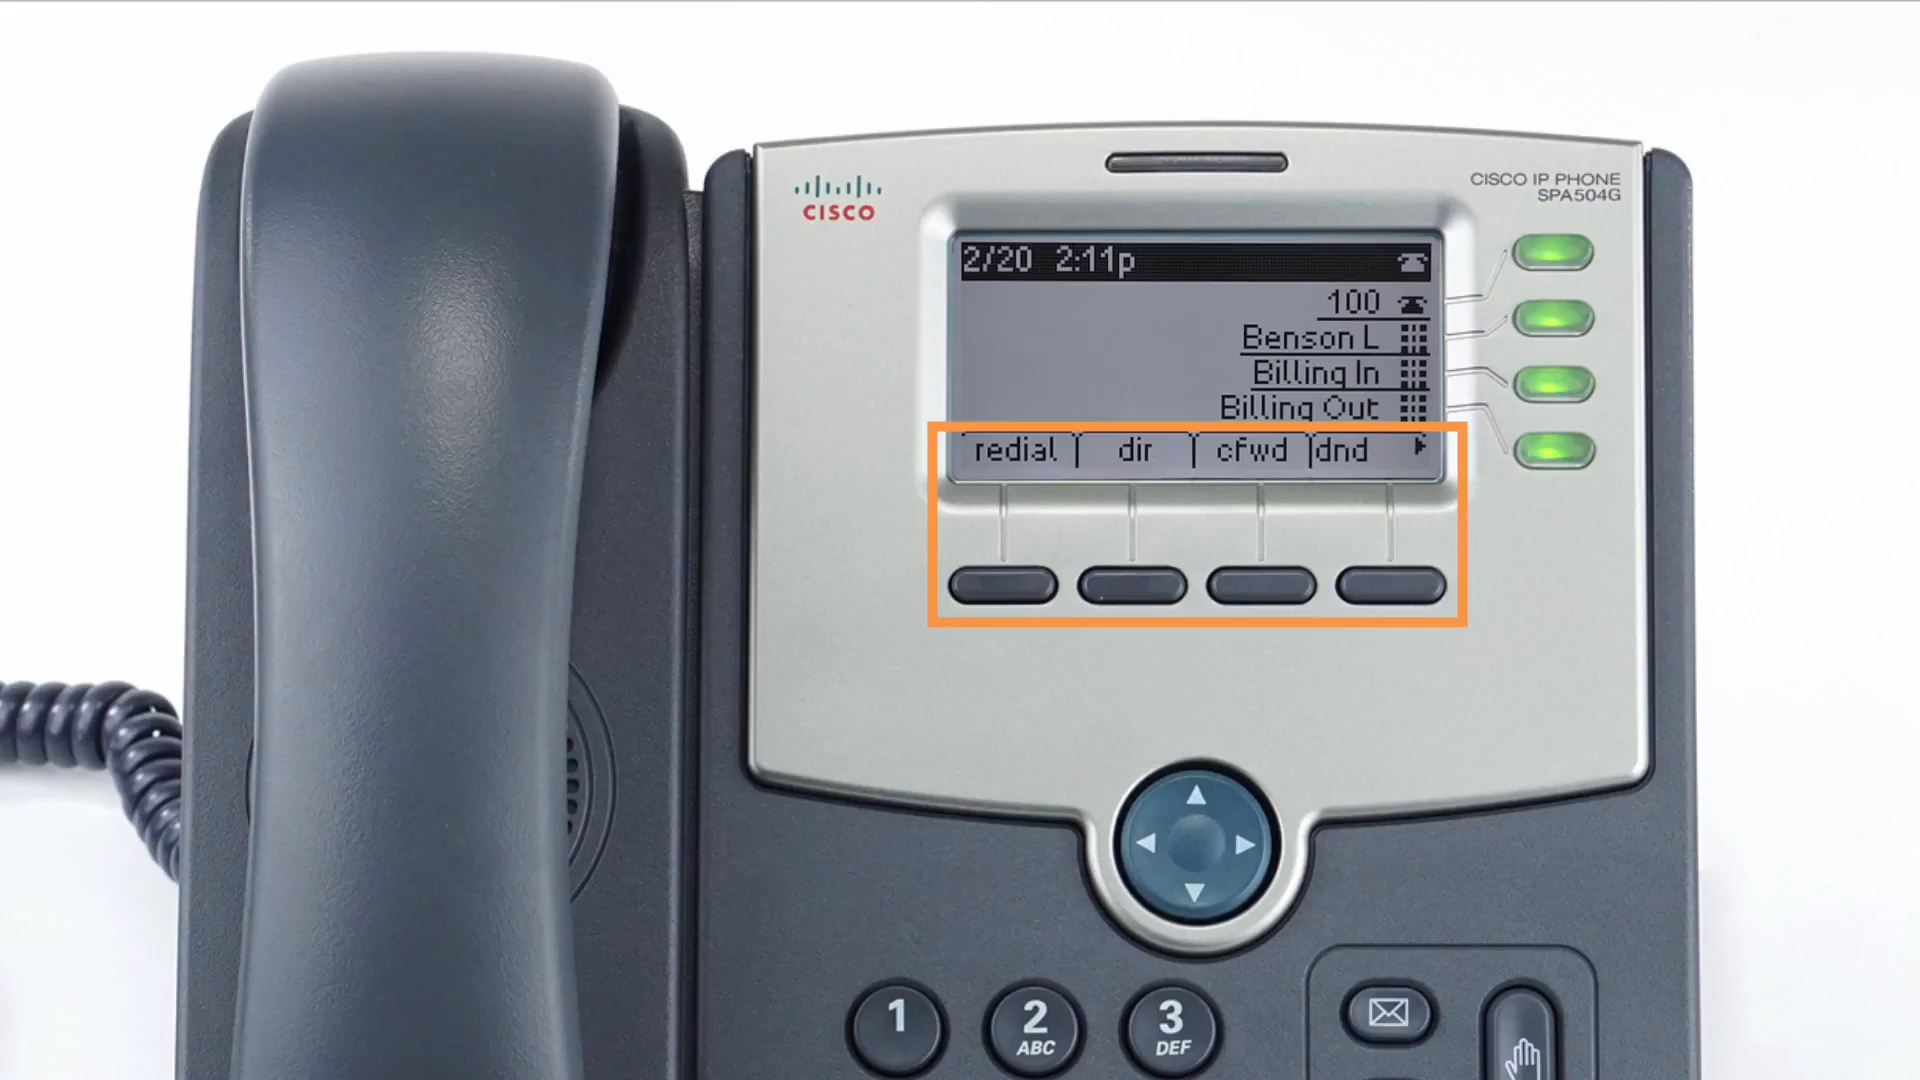 CISCO
CISCO IP PHONE
SPA504G
2/20 2:11p
100
Benson L
Billing In
Billing Out
redial dir cfwd dnd
1
2
ABC
3
DEF